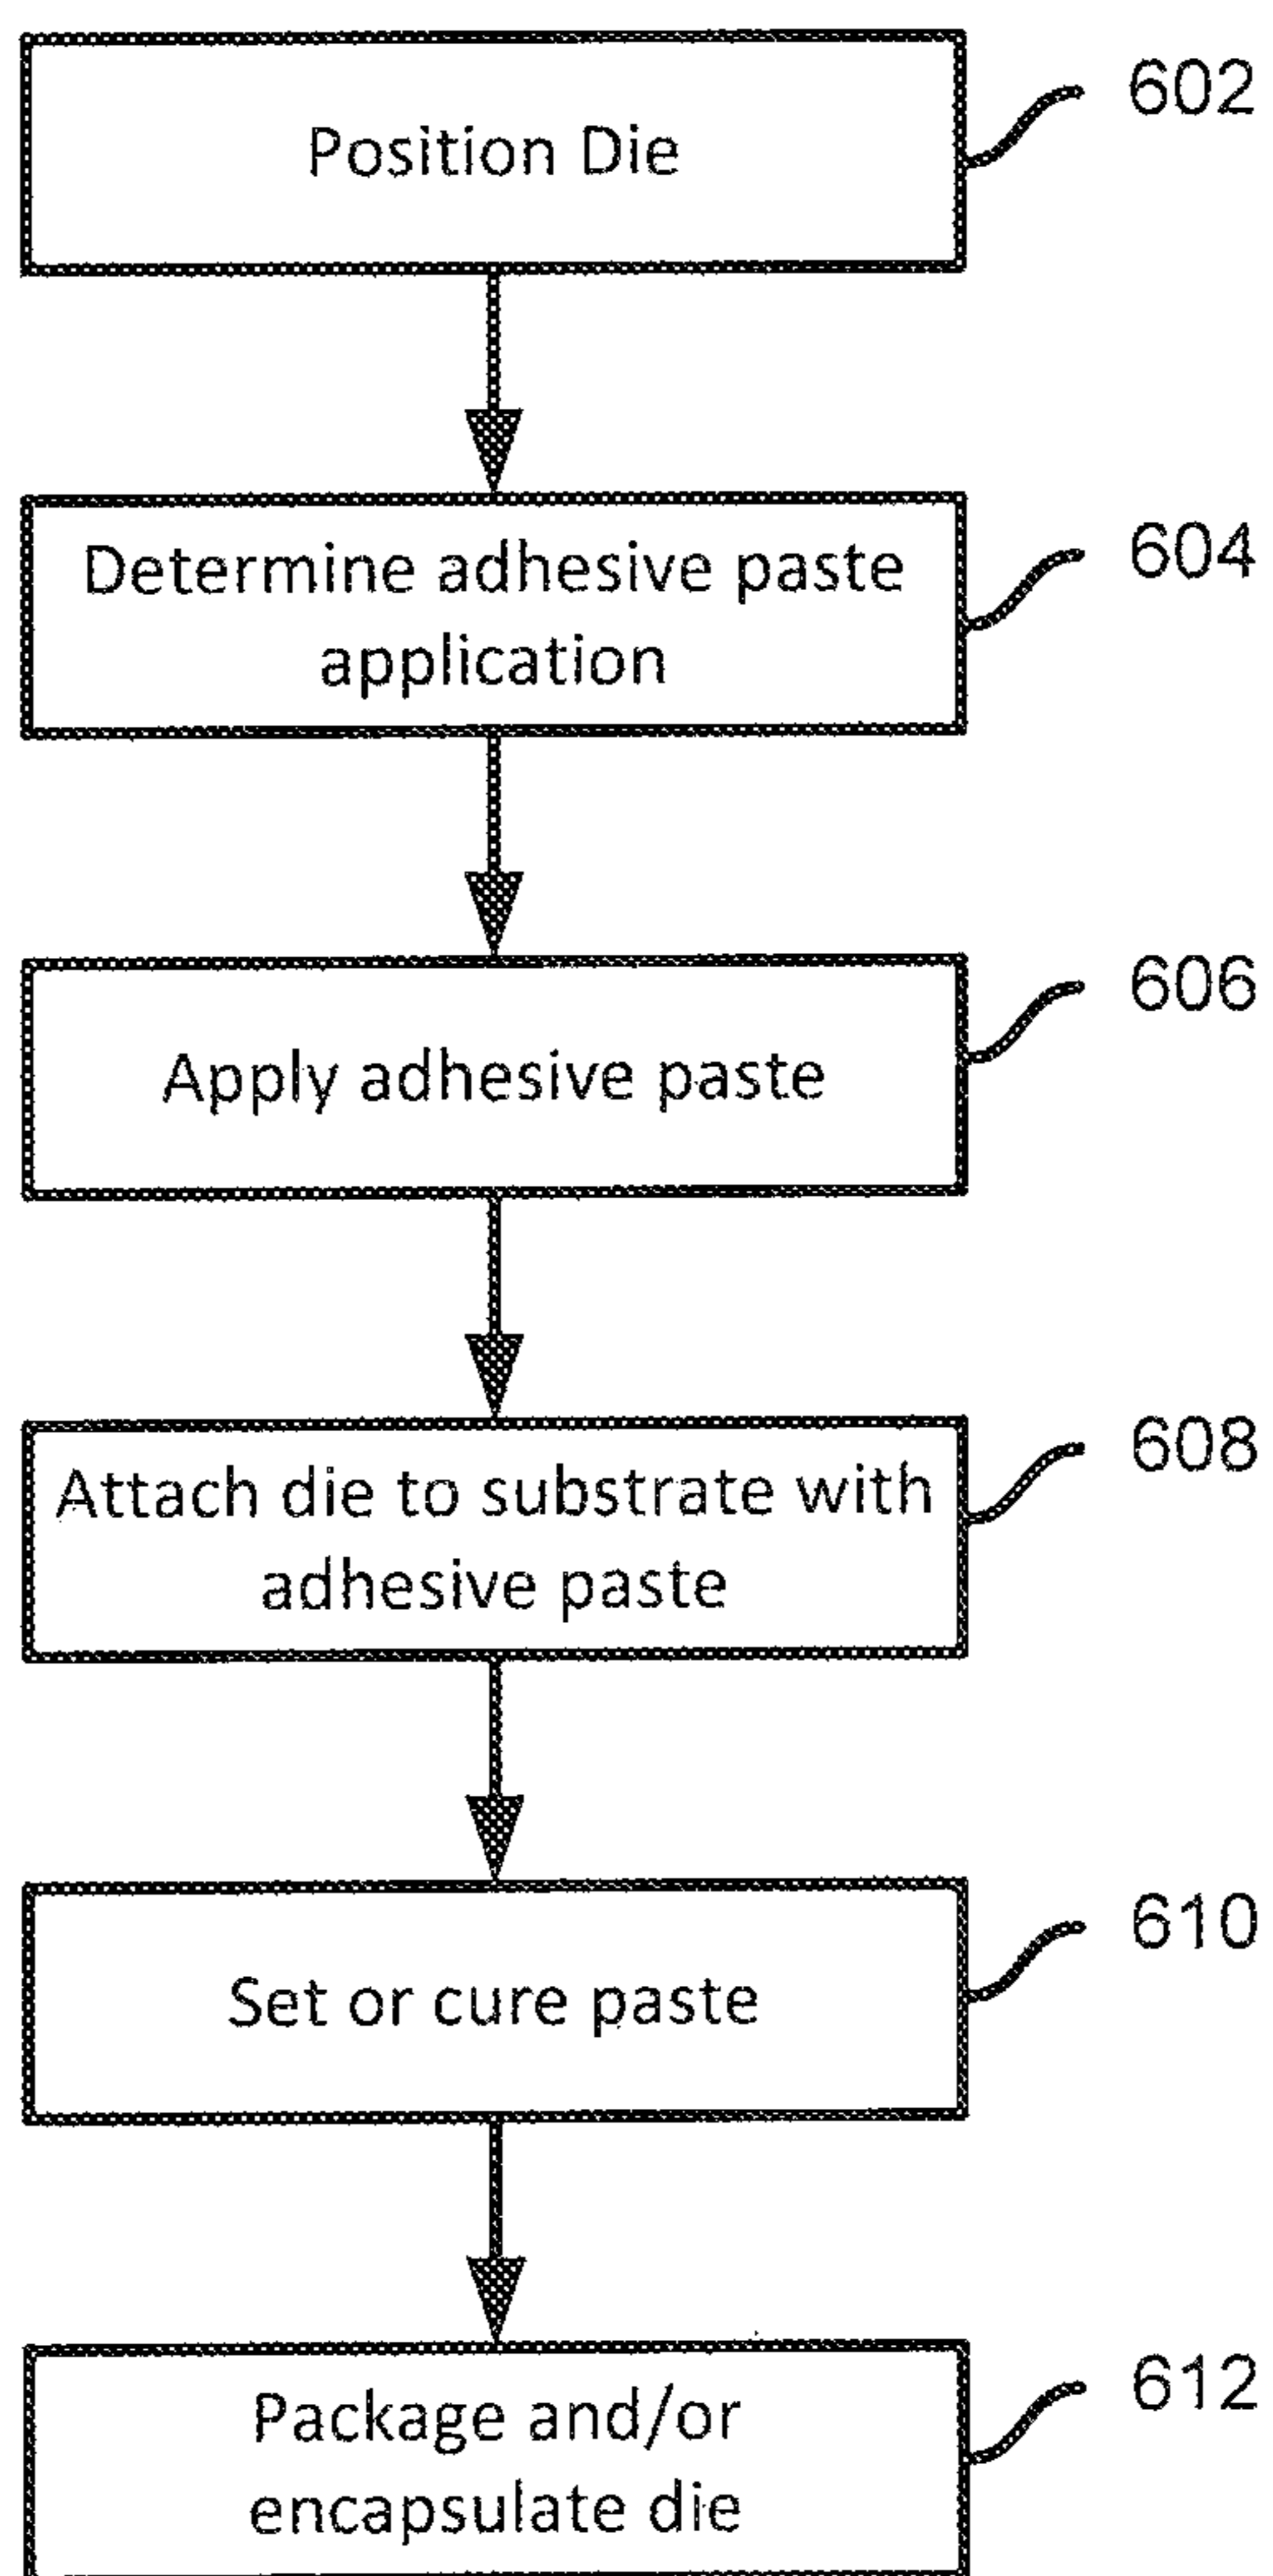 Position Die
602
Determine adhesive paste
application
604
Apply adhesive paste
606
Attach die to substrate with
adhesive paste
608
Set or cure paste
610
Package and/or
encapsulate die
612